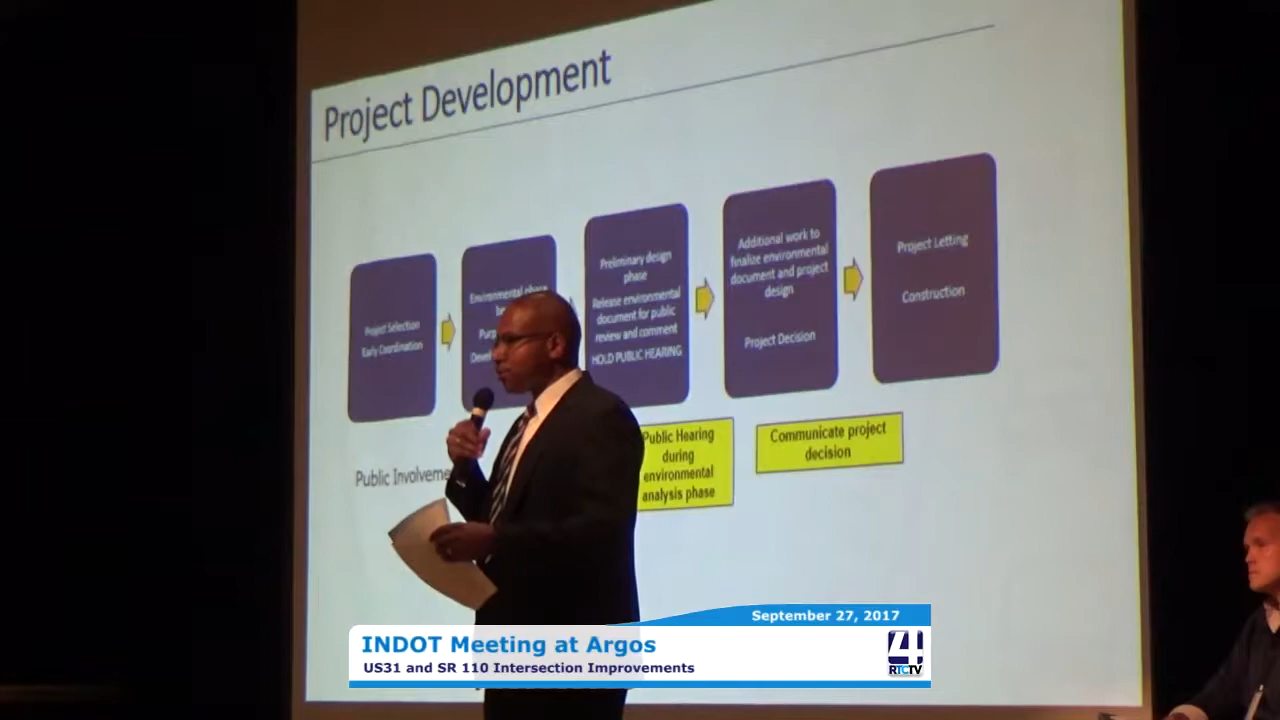 Project Development
Project Selection
Early Coordination
Environmental phase
Preliminary design
phase
Release environmental
document for public
review and comment
HOLD PUBLIC HEARING
Additional work to
finalize environmental
document and project
design
Project Decision
Project Letting
Construction
Public Involveme
Public Hearing
during
environmental
analysis phase
Communicate project
decision
September 27, 2017
INDOT Meeting at Argos
US31 and SR 110 Intersection Improvements
4
RTCTV